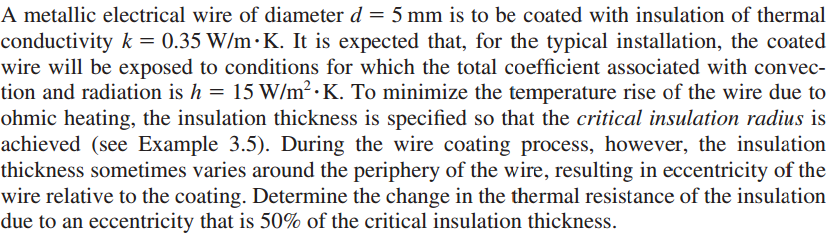 A metallic electrical wire of diameter d = 5 mm is to be coated with insulation of thermal
conductivity k = 0.35 W/m·K. It is expected that, for the typical installation, the coated
wire will be exposed to conditions for which the total coefficient associated with convec-
tion and radiation is h = 15 W/m²·K. To minimize the temperature rise of the wire due to
ohmic heating, the insulation thickness is specified so that the critical insulation radius is
achieved (see Example 3.5). During the wire coating process, however, the insulation
thickness sometimes varies around the periphery of the wire, resulting in eccentricity of the
wire relative to the coating. Determine the change in the thermal resistance of the insulation
due to an eccentricity that is 50% of the critical insulation thickness.